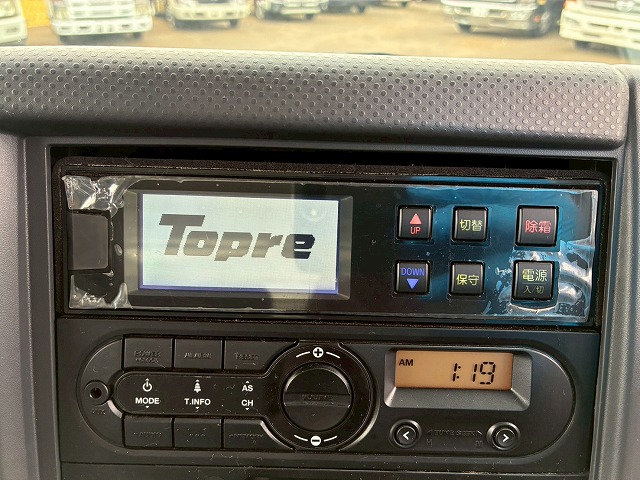 Topre
UP 切替 除霜
DOWN 保守 電源
入/切
MODE T.INFO AS
CH
AM 1:19